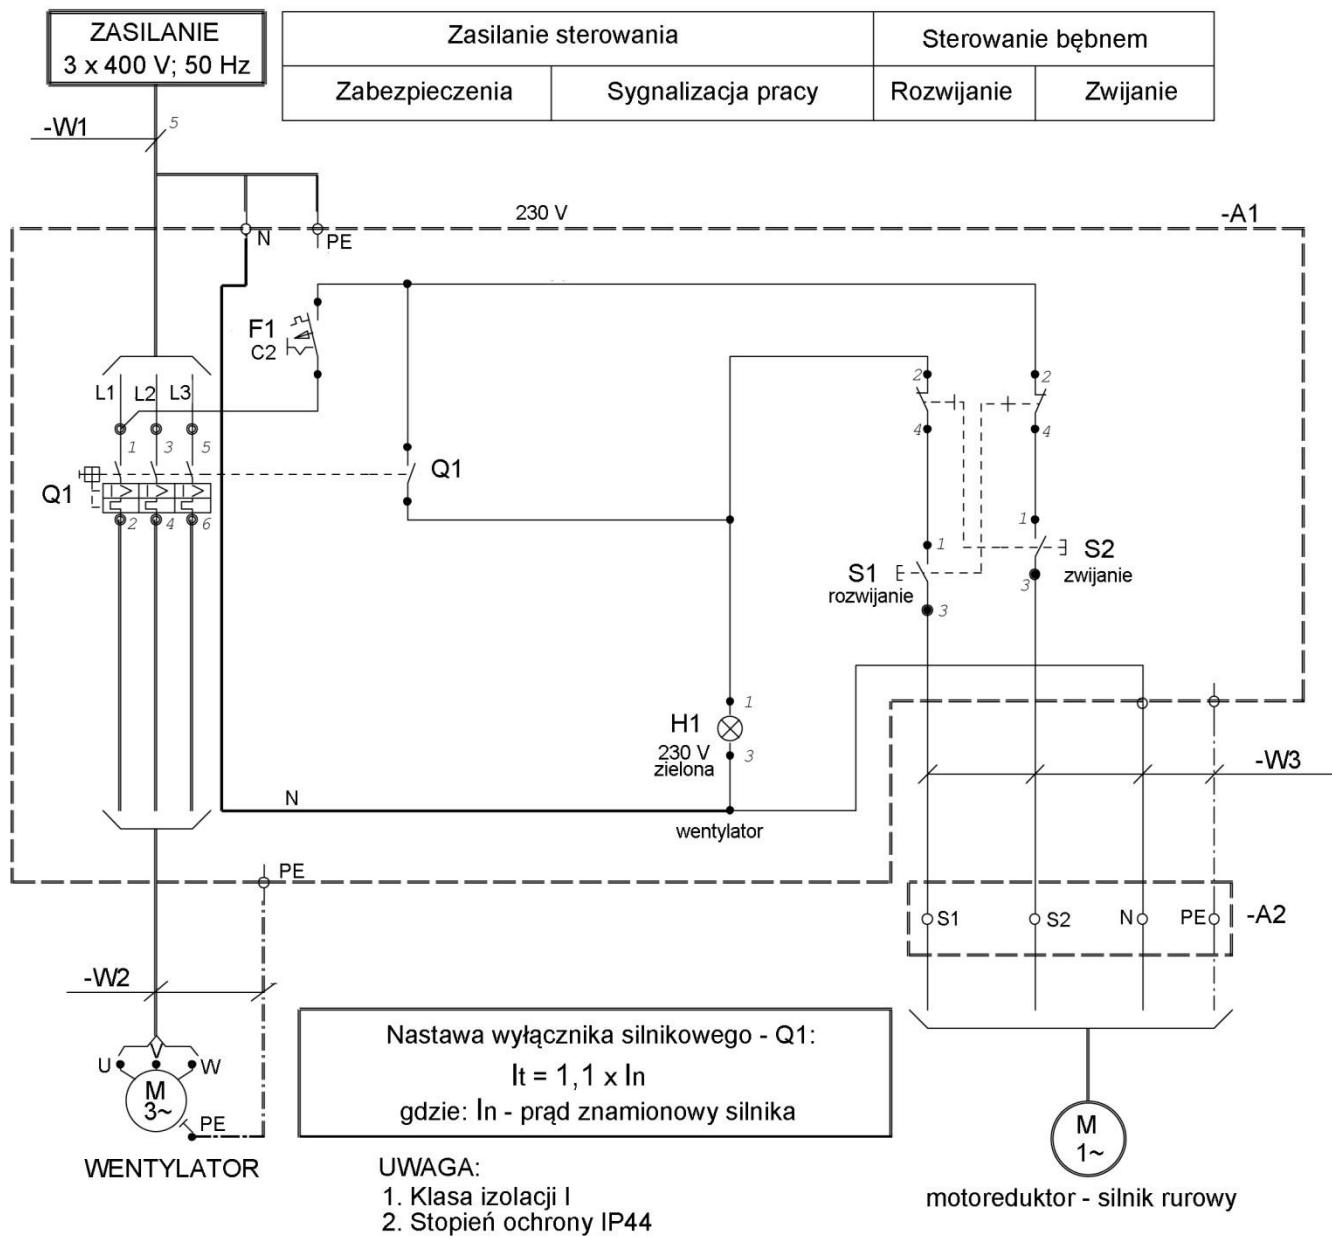 ZASILANIE
3 x 400 V; 50 Hz
Zasilanie sterowania
Sterowanie bębnem
Zabezpieczenia
Sygnalizacja pracy
Rozwijanie
Zwijanie
-W1
5
230 V
-A1
N
PE
F1
C2
L1
L2
L3
1
3
5
Q1
2
4
6
Q1
2
4
2
4
1
S1
rozwijanie
3
1
S2
zwijanie
3
1
H1
230 V
zielona
3
N
wentylator
-W3
PE
S1
S2
N
PE
-A2
-W2
U
V
W
M
3~
PE
WENTYLATOR
Nastawa wyłącznika silnikowego - Q1:
It = 1,1 x In
gdzie: In - prąd znamionowy silnika
UWAGA:
1. Klasa izolacji I
2. Stopień ochrony IP44
M
1~
motoreduktor - silnik rurowy